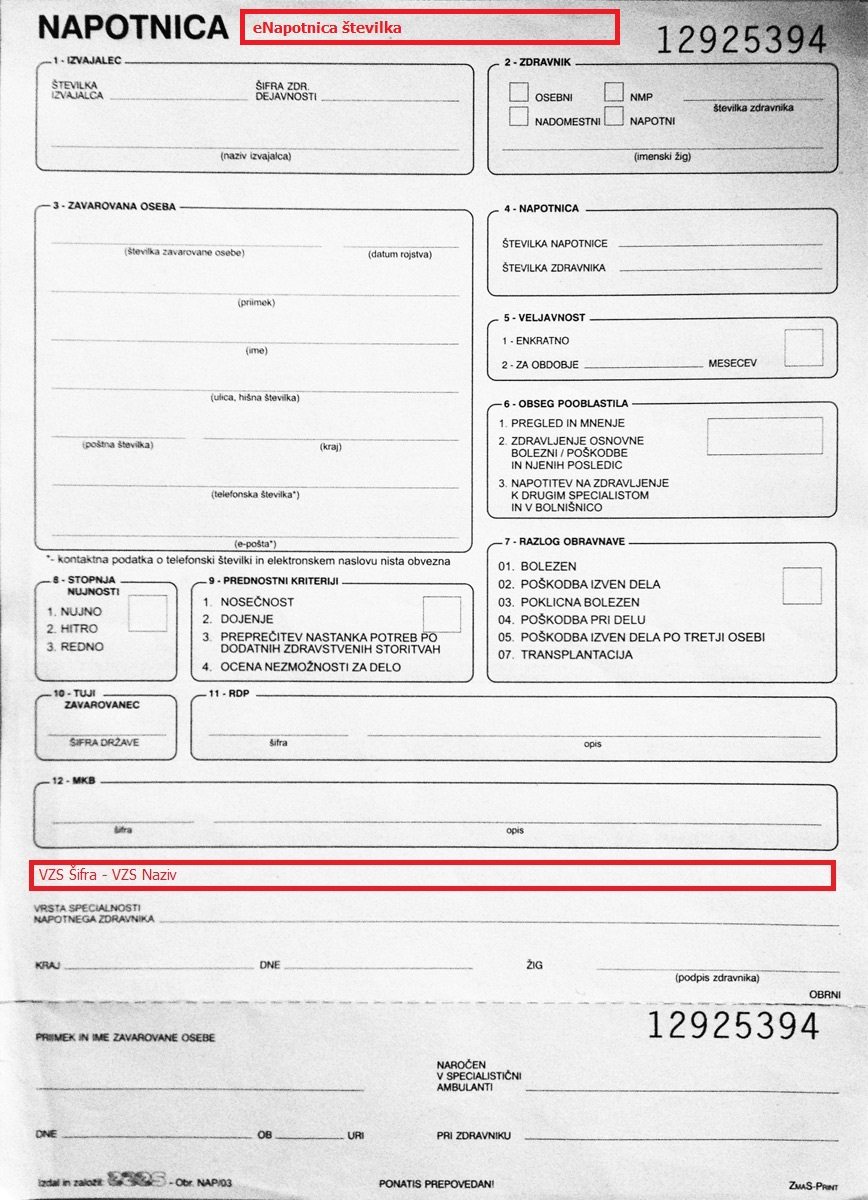 NAPOTNICA eNapotnica številka 12925394
1 - IZVAJALEC
ŠTEVILKA IZVAJALCA
ŠIFRA ZDR. DEJAVNOSTI
(naziv izvajalca)
2 - ZDRAVNIK
OSEBNI NMP
številka zdravnika
NADOMESTNI NAPOTNI
(imenski žig)
3 - ZAVAROVANA OSEBA
(številka zavarovane osebe) (datum rojstva)
(priimek)
(ime)
(ulica, hišna številka)
(poštna številka) (kraj)
(telefonska številka*)
(e-pošta*)
*- kontaktna podatka o telefonski številki in elektronskem naslovu nista obvezna
4 - NAPOTNICA
ŠTEVILKA NAPOTNICE
ŠTEVILKA ZDRAVNIKA
5 - VELJAVNOST
1 - ENKRATNO
2 - ZA OBDOBJE MESECEV
6 - OBSEG POOBLASTILA
1. PREGLED IN MNENJE
2. ZDRAVLJENJE OSNOVNE
BOLEZNI / POŠKODBE
IN NJENIH POSLEDIC
3. NAPOTITEV NA ZDRAVLJENJE
K DRUGIM SPECIALISTOM
IN V BOLNIŠNICO
7 - RAZLOG OBRAVNAVE
01. BOLEZEN
02. POŠKODBA IZVEN DELA
03. POKLICNA BOLEZEN
04. POŠKODBA PRI DELU
05. POŠKODBA IZVEN DELA PO TRETJI OSEBI
07. TRANSPLANTACIJA
8 - STOPNJA
NUJNOSTI
1. NUJNO
2. HITRO
3. REDNO
9 - PREDNOSTNI KRITERIJI
1. NOSEČNOST
2. DOJENJE
3. PREPREČITEV NASTANKA POTREB PO
DODATNIH ZDRAVSTVENIH STORITVAH
4. OCENA NEZMOŽNOSTI ZA DELO
10 - TUJI
ZAVAROVANEC
ŠIFRA DRŽAVE
11 - RDP
šifra opis
12 - MKB
šifra opis
VZS Šifra - VZS Naziv
VRSTA SPECIALNOSTI
NAPOTNEGA ZDRAVNIKA
KRAJ DNE ŽIG
(podpis zdravnika)
OBRNI
12925394
PRIIMEK IN IME ZAVAROVANE OSEBE
NAROČEN
V SPECIALISTIČNI
AMBULANTI
DNE OB URI PRI ZDRAVNIKU
Izdal in založil: - Obr. NAP/03 PONATIS PREPOVEDAN! ZMAS-PRINT